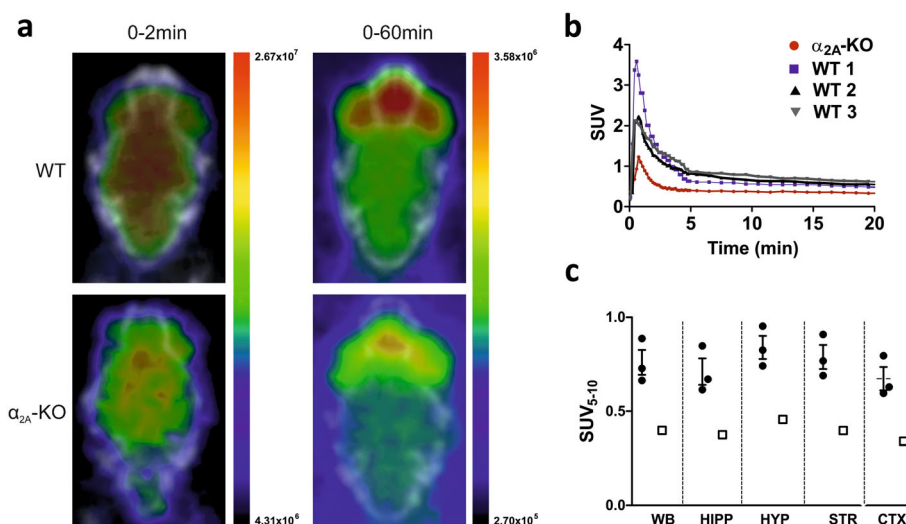 a
0-2min
0-60min
WT
α₂ₐ-KO
2.67x10⁷
4.31x10⁶
3.58x10⁶
2.70x10⁵
b
α₂A-KO
WT 1
WT 2
WT 3
SUV
4
3
2
1
0
0 5 10 15 20
Time (min)
c
SUV₅₋₁₀
1.0
0.5
0.0
WB HIPP HYP STR CTX